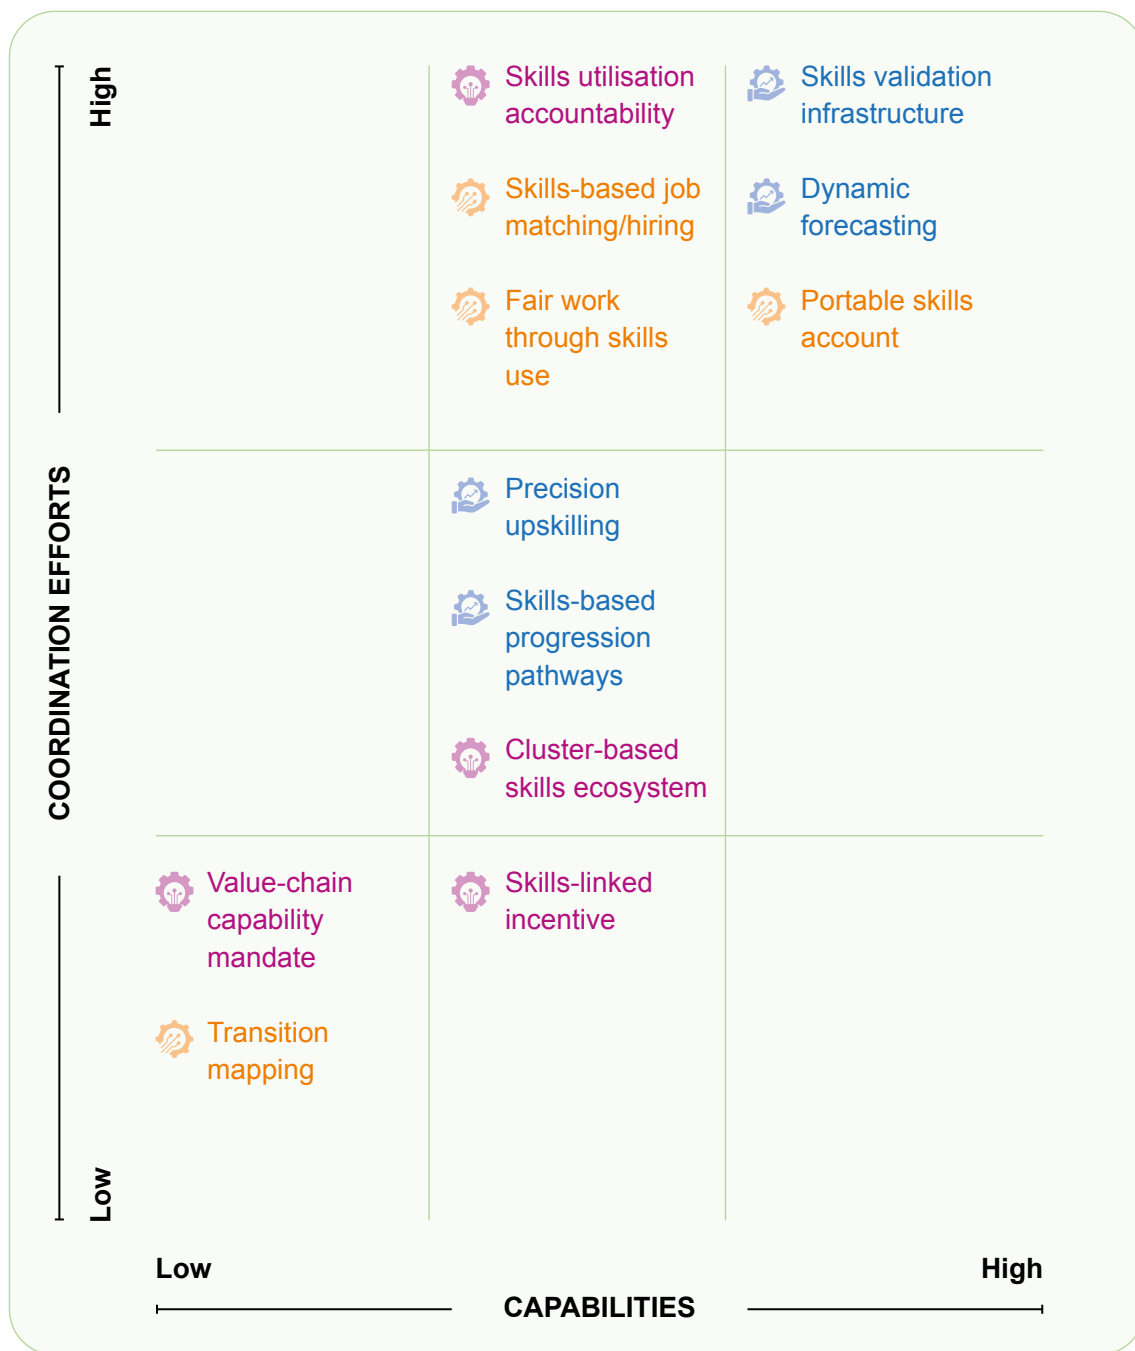 High
Skills utilisation
accountability
Skills validation
infrastructure
Skills-based job
matching/hiring
Dynamic
forecasting
Fair work
through skills
use
Portable skills
account
COORDINATION EFFORTS
Precision
upskilling
Skills-based
progression
pathways
Cluster-based
skills ecosystem
Value-chain
capability
mandate
Skills-linked
incentive
Transition
mapping
Low
Low
High
CAPABILITIES